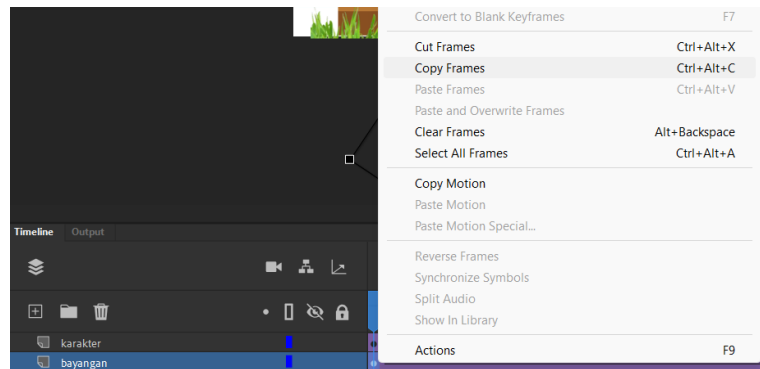 Convert to Blank Keyframes F7
Cut Frames Ctrl+Alt+X
Copy Frames Ctrl+Alt+C
Paste Frames Ctrl+Alt+V
Paste and Overwrite Frames
Clear Frames Alt+Backspace
Select All Frames Ctrl+Alt+A
Copy Motion
Paste Motion
Paste Motion Special...
Reverse Frames
Synchronize Symbols
Split Audio
Show In Library
Actions F9
Timeline Output
karakter
bayangan